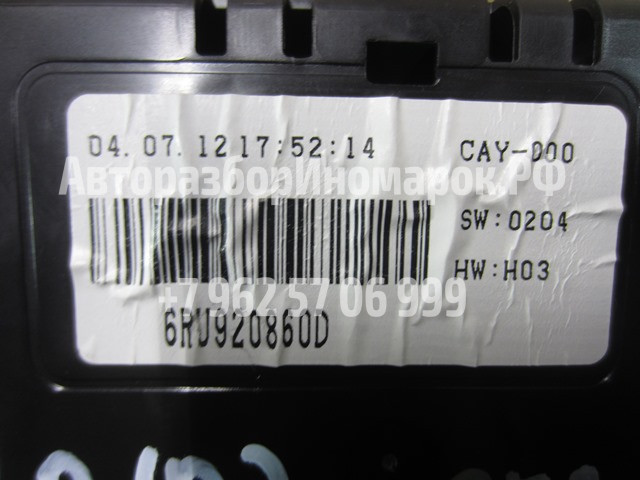 04. 07. 12 17:52:14
CAY-D00
АвторазборИномарок.РФ
SW:0204
HW:H03
+7 962 57 06 999
6RU920860D